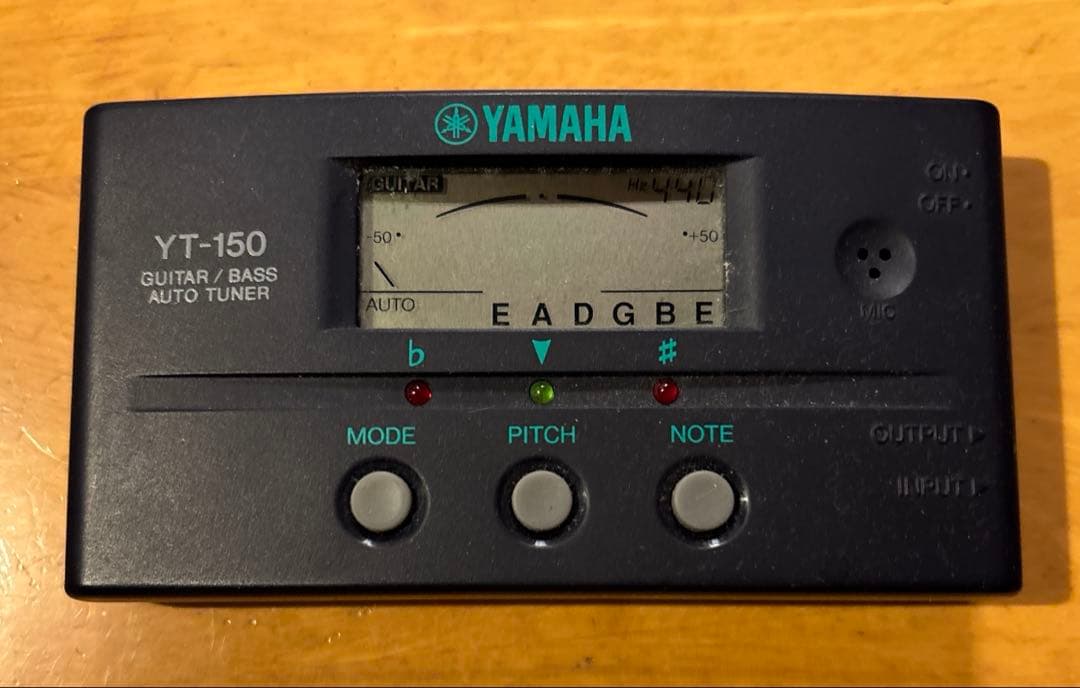 YAMAHA
GUITAR Hz 440
-50 +50
AUTO E A D G B E
YT-150
GUITAR / BASS
AUTO TUNER
ON
OFF
MIC
♭ ▼ ♯
MODE PITCH NOTE
OUTPUT
INPUT